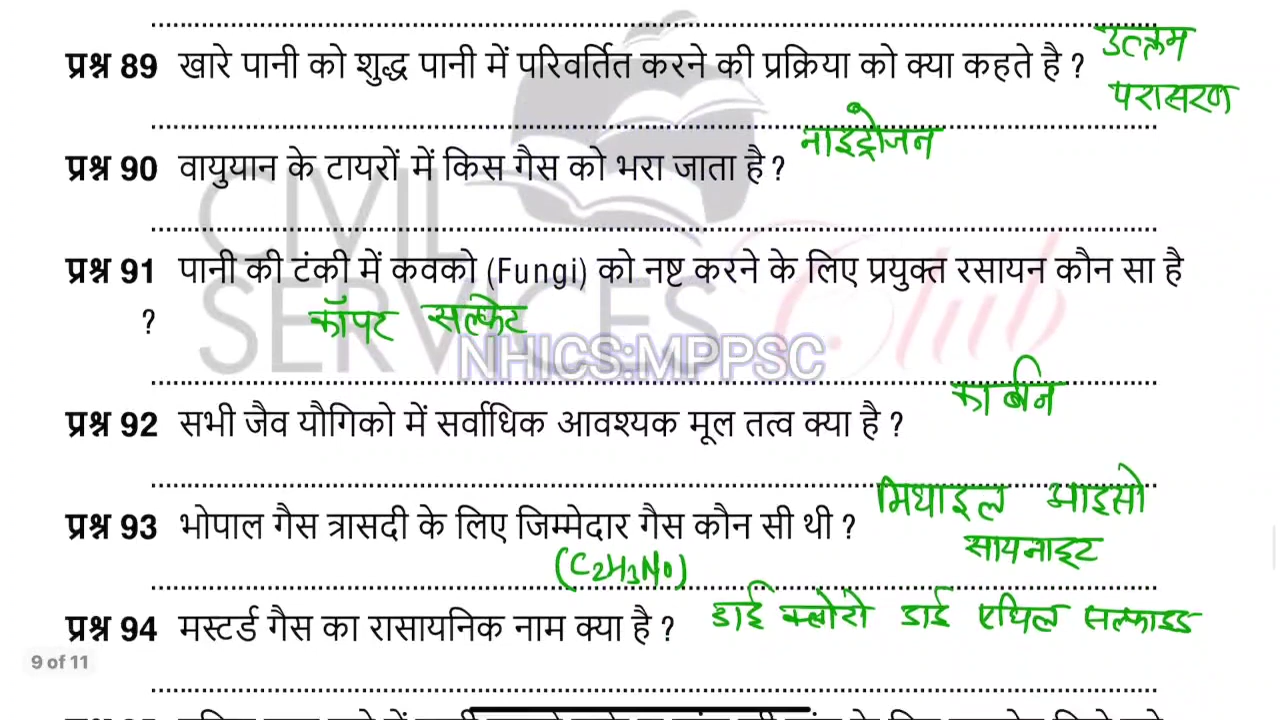 प्रश्न 89 खारे पानी को शुद्ध पानी में परिवर्तित करने की प्रक्रिया को क्या कहते है ? उत्क्रम
परासरण
नाइट्रोजन
प्रश्न 90 वायुयान के टायरों में किस गैस को भरा जाता है ?
प्रश्न 91 पानी की टंकी में कवको (Fungi) को नष्ट करने के लिए प्रयुक्त रसायन कौन सा है
? कॉपर सल्फेट
CIVIL
SERVICES Club
NHICS:MPPSC
कार्बन
प्रश्न 92 सभी जैव यौगिको में सर्वाधिक आवश्यक मूल तत्व क्या है ?
मिथाइल आइसो
प्रश्न 93 भोपाल गैस त्रासदी के लिए जिम्मेदार गैस कौन सी थी ?
सायनाइट
(C₂H₃NO)
प्रश्न 94 मस्टर्ड गैस का रासायनिक नाम क्या है ? डाई क्लोरो डाई एथिल सल्फाइड
9 of 11